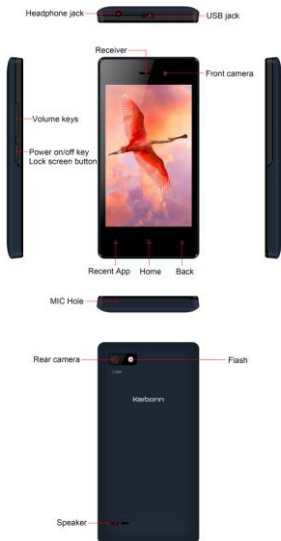 Headphone jack
USB jack
Receiver
Front camera
Volume keys
Power on/off key
Lock screen button
Recent App
Home
Back
MIC Hole
Rear camera
Flash
Karbonn
Speaker